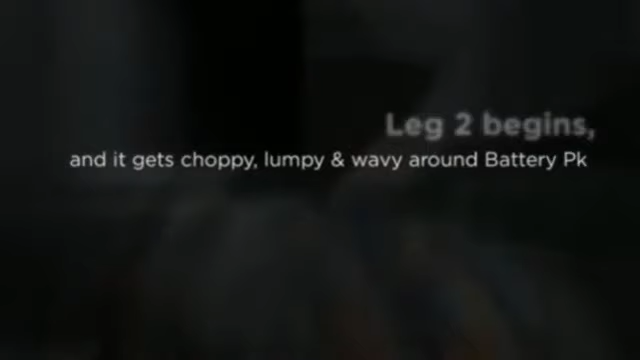 Leg 2 begins,
and it gets choppy, lumpy & wavy around Battery Pk